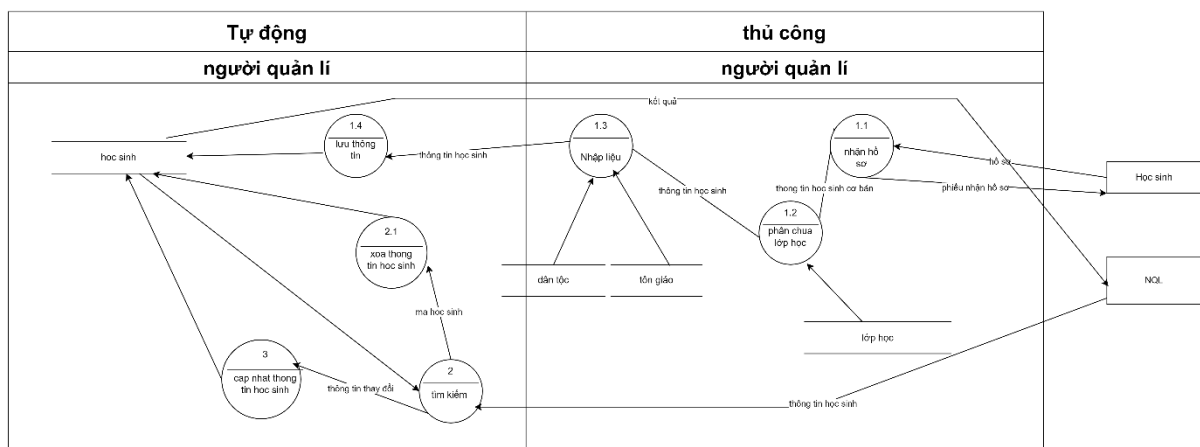 Tự động
thủ công
người quản lí
người quản lí
kết quả
1.4
lưu thông
tin
1.3
Nhập liệu
1.1
nhận hồ
sơ
học sinh
thông tin học sinh
hồ sơ
Học sinh
thông tin học sinh
thong tin học sinh cơ bản
phiếu nhận hồ sơ
1.2
phân chua
lớp học
2.1
xoa thong
tin hoc sinh
dân tộc
tôn giáo
NQL
ma hoc sinh
lớp học
3
cap nhat thong
tin học sinh
thông tin thay đổi
2
tìm kiếm
thông tin học sinh